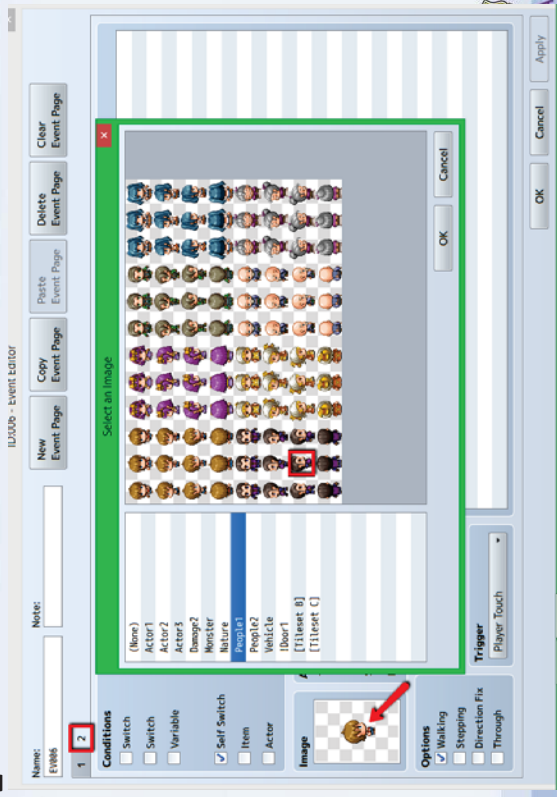 ID:006 - Event Editor
Name:
EV006
Note:
New
Event Page
Copy
Event Page
Paste
Event Page
Delete
Event Page
Clear
Event Page
1
2
Conditions
Switch
Switch
Variable
Self Switch
Item
Actor
Image
Options
Walking
Stepping
Direction Fix
Through
Trigger
Player Touch
Select an Image
(None)
Actor1
Actor2
Actor3
Damage2
Monster
Nature
People1
People2
Vehicle
!Door1
[Tileset B]
[Tileset C]
OK
Cancel
OK
Cancel
Apply